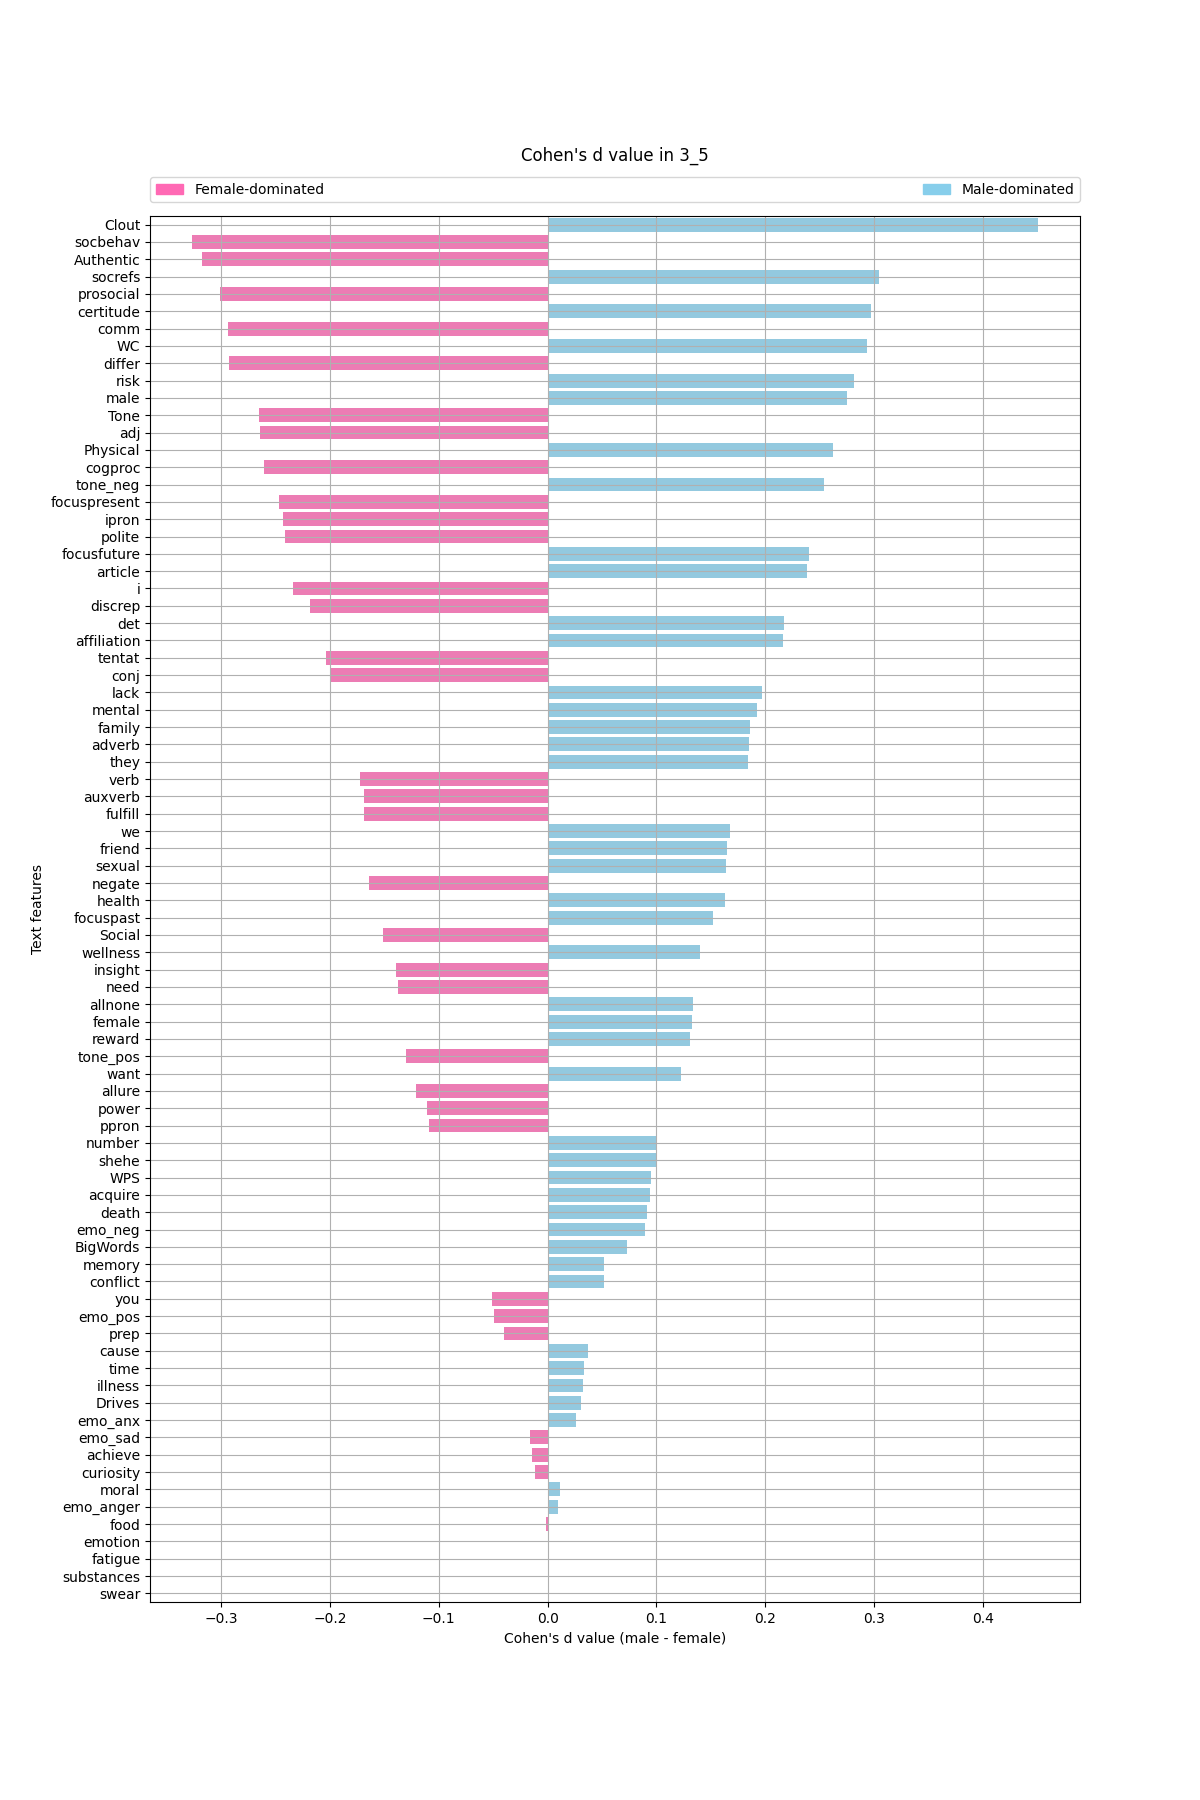 Cohen's d value in 3_5
Female-dominated
Male-dominated
Clout
socbehav
Authentic
socrefs
prosocial
certitude
comm
WC
differ
risk
male
Tone
adj
Physical
cogproc
tone_neg
focuspresent
ipron
polite
focusfuture
article
i
discrep
det
affiliation
tentat
conj
lack
mental
family
adverb
they
verb
auxverb
fulfill
we
friend
sexual
negate
health
focuspast
Social
wellness
insight
need
allnone
female
reward
tone_pos
want
allure
power
ppron
number
shehe
WPS
acquire
death
emo_neg
BigWords
memory
conflict
you
emo_pos
prep
cause
time
illness
Drives
emo_anx
emo_sad
achieve
curiosity
moral
emo_anger
food
emotion
fatigue
substances
swear
Text features
−0.3 −0.2 −0.1 0.0 0.1 0.2 0.3 0.4
Cohen's d value (male - female)